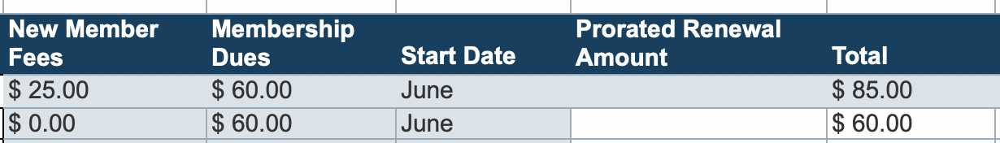 New Member Fees Membership Dues Start Date Prorated Renewal Amount Total
$ 25.00 $ 60.00 June $ 85.00
$ 0.00 $ 60.00 June $ 60.00